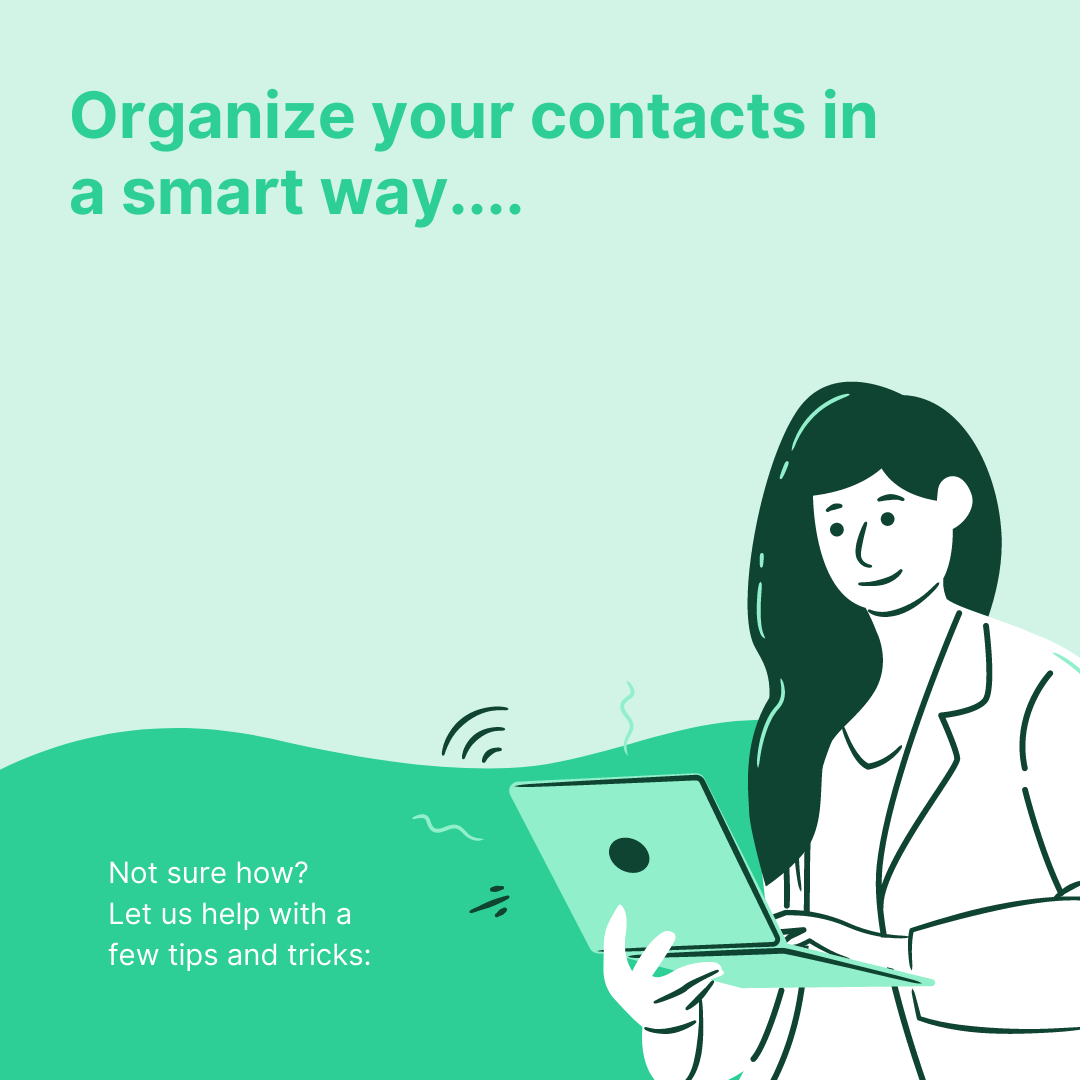 Organize your contacts in
a smart way....
Not sure how?
Let us help with a
few tips and tricks: